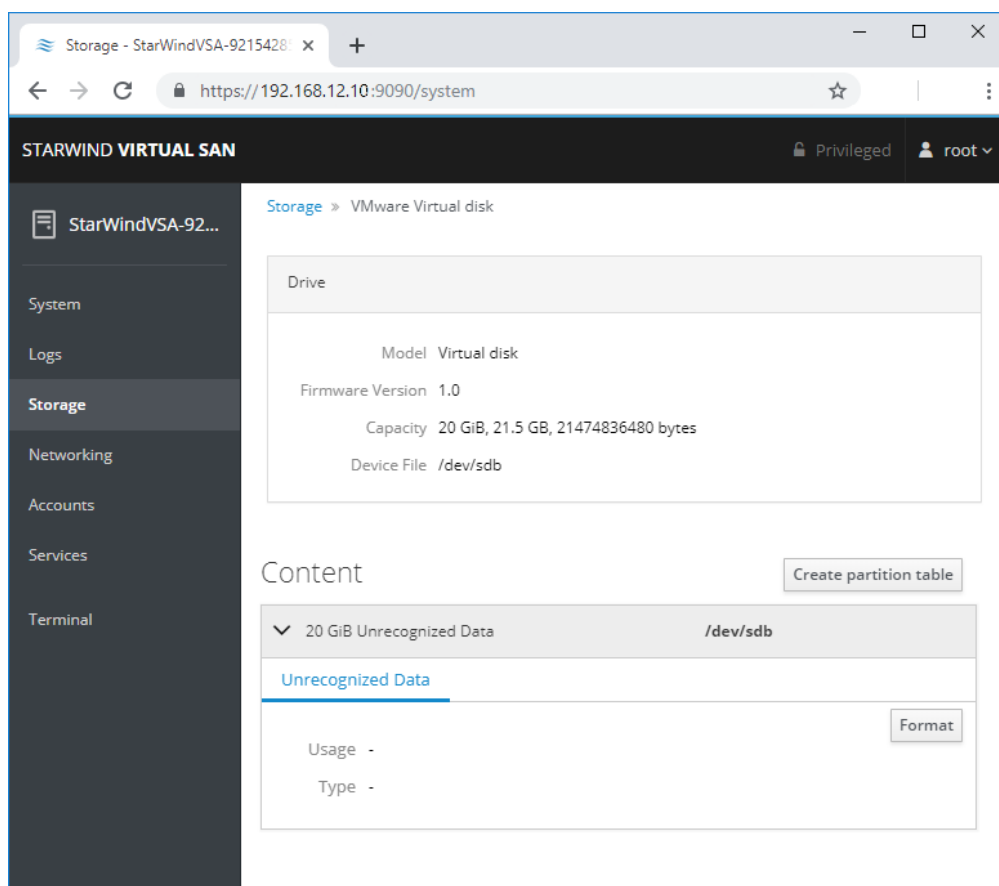 Storage - StarWindVSA-9215428
https://192.168.12.10:9090/system
STARWIND VIRTUAL SAN
Privileged
root
StarWindVSA-92...
System
Logs
Storage
Networking
Accounts
Services
Terminal
Storage » VMware Virtual disk
Drive
Model Virtual disk
Firmware Version 1.0
Capacity 20 GiB, 21.5 GB, 21474836480 bytes
Device File /dev/sdb
Content
Create partition table
20 GiB Unrecognized Data /dev/sdb
Unrecognized Data
Format
Usage -
Type -